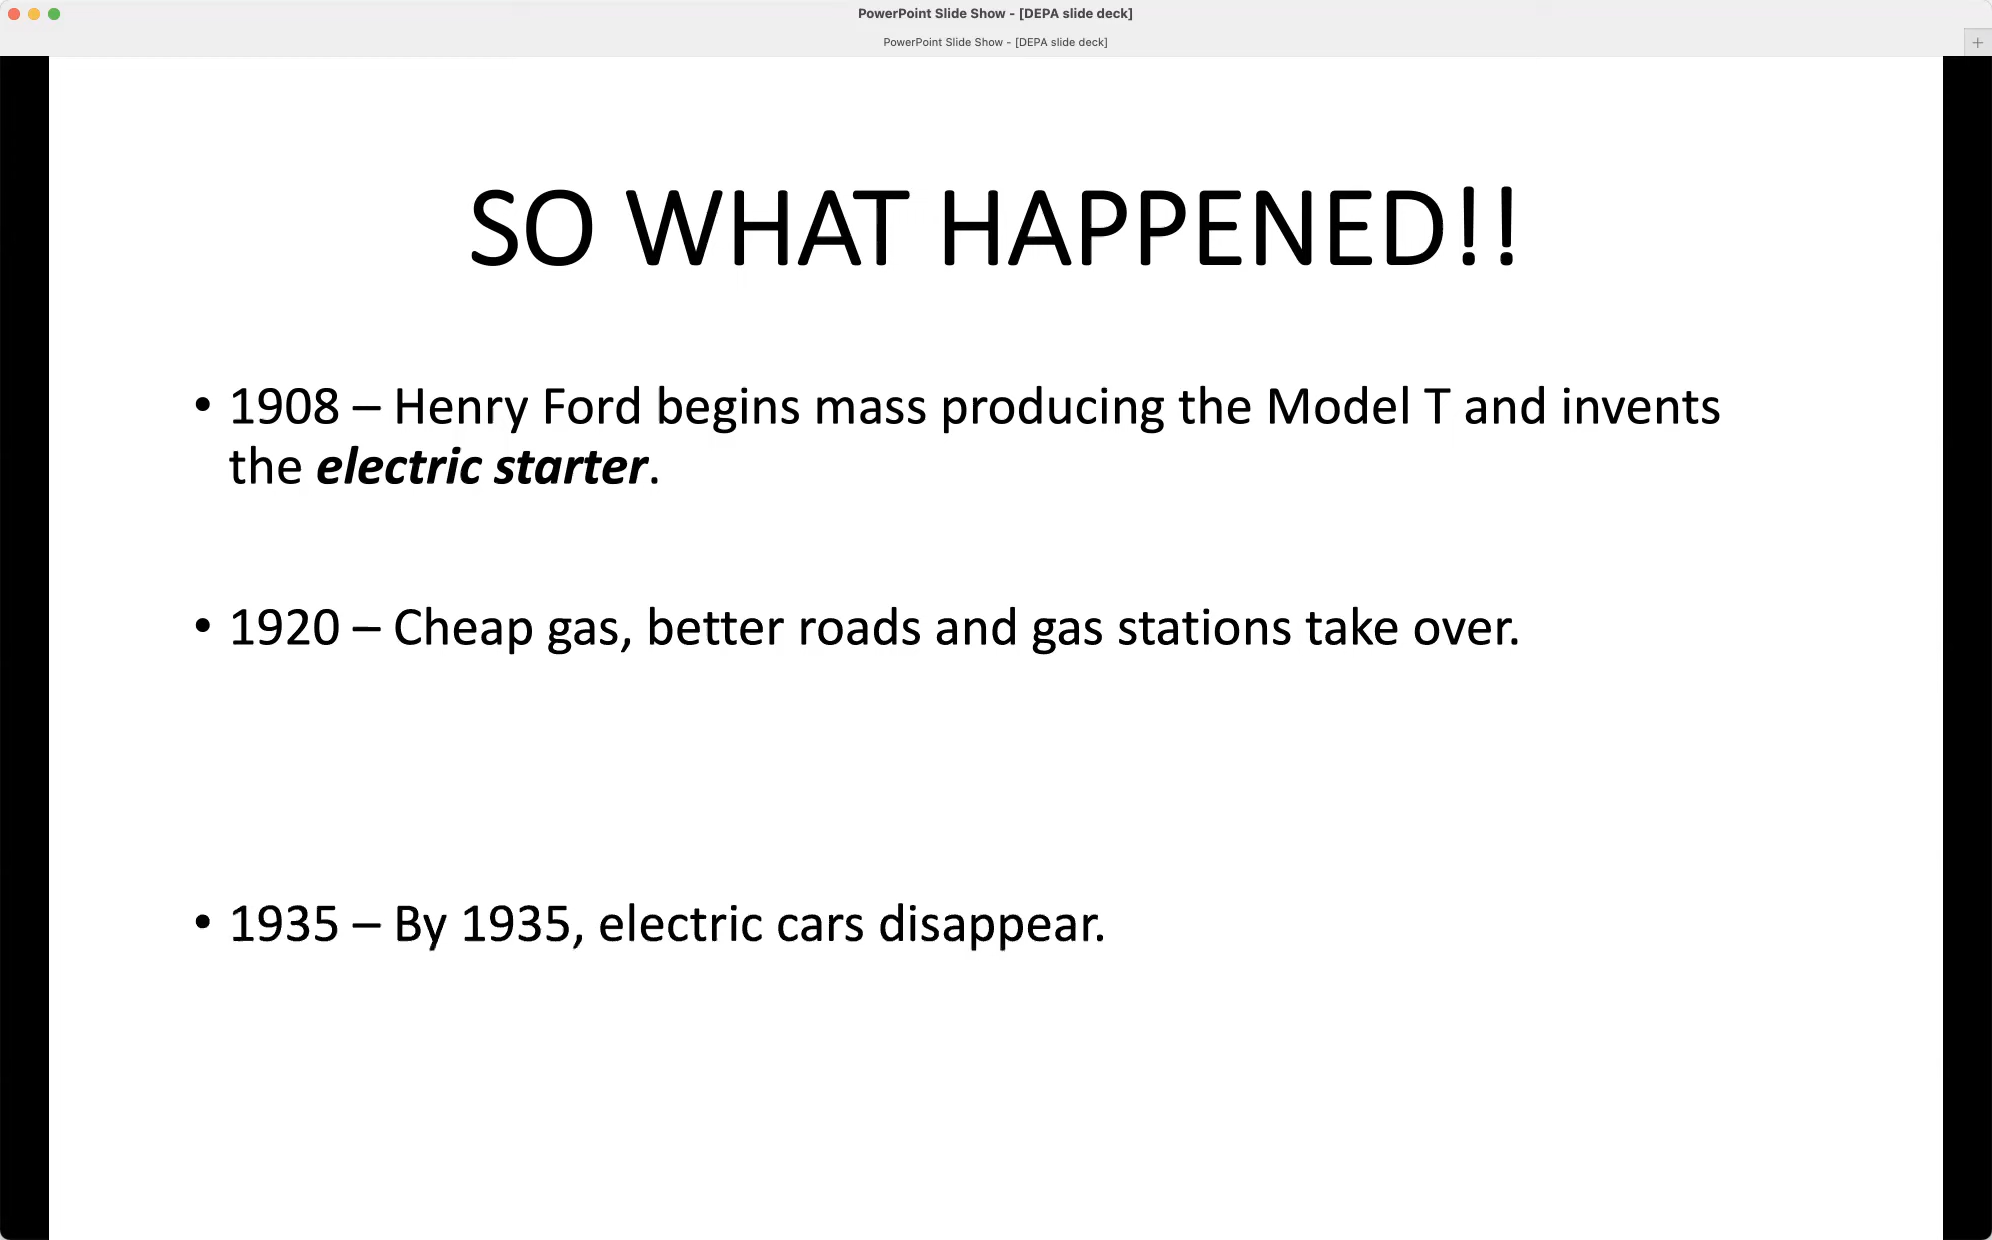 PowerPoint Slide Show - [DEPA slide deck]
PowerPoint Slide Show - [DEPA slide deck]
SO WHAT HAPPENED!!
• 1908 – Henry Ford begins mass producing the Model T and invents
the electric starter.
• 1920 – Cheap gas, better roads and gas stations take over.
• 1935 – By 1935, electric cars disappear.